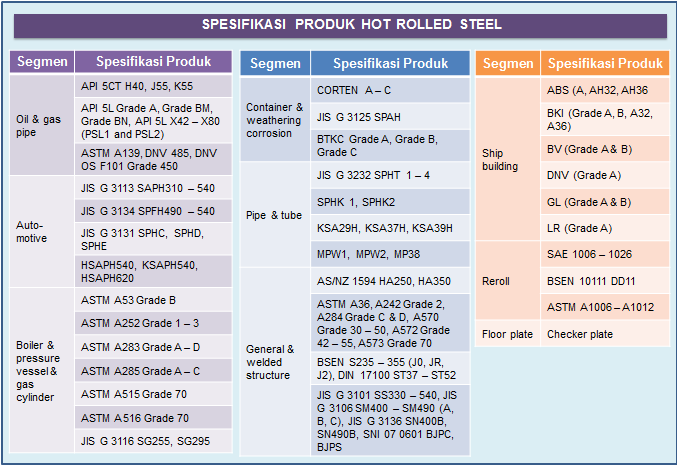 SPESIFIKASI PRODUK HOT ROLLED STEEL
Segmen Spesifikasi Produk
Oil & gas
pipe
API 5CT H40, J55, K55
API 5L Grade A, Grade BM,
Grade BN, API 5L X42 – X80
(PSL1 and PSL2)
ASTM A139, DNV 485, DNV
OS F101 Grade 450
Auto-
motive
JIS G 3113 SAPH310 – 540
JIS G 3134 SPFH490 – 540
JIS G 3131 SPHC, SPHD,
SPHE
HSAPH540, KSAPH540,
HSAPH620
Boiler &
pressure
vessel &
gas
cylinder
ASTM A53 Grade B
ASTM A252 Grade 1 – 3
ASTM A283 Grade A – D
ASTM A285 Grade A – C
ASTM A515 Grade 70
ASTM A516 Grade 70
JIS G 3116 SG255, SG295
Segmen Spesifikasi Produk
Container &
weathering
corrosion
CORTEN A – C
JIS G 3125 SPAH
BTKC Grade A, Grade B,
Grade C
Pipe & tube
JIS G 3232 SPHT 1 – 4
SPHK 1, SPHK2
KSA29H, KSA37H, KSA39H
MPW1, MPW2, MP38
General &
welded
structure
AS/NZ 1594 HA250, HA350
ASTM A36, A242 Grade 2,
A284 Grade C & D, A570
Grade 30 – 50, A572 Grade
42 – 55, A573 Grade 70
BSEN S235 – 355 (J0, JR,
J2), DIN 17100 ST37 – ST52
JIS G 3101 SS330 – 540, JIS
G 3106 SM400 – SM490 (A,
B, C), JIS G 3136 SN400B,
SN490B, SNI 07 0601 BJPC,
BJPS
Segmen Spesifikasi Produk
Ship
building
ABS (A, AH32, AH36
BKI (Grade A, B, A32,
A36)
BV (Grade A & B)
DNV (Grade A)
GL (Grade A & B)
LR (Grade A)
Reroll
SAE 1006 – 1026
BSEN 10111 DD11
ASTM A1006 – A1012
Floor plate Checker plate